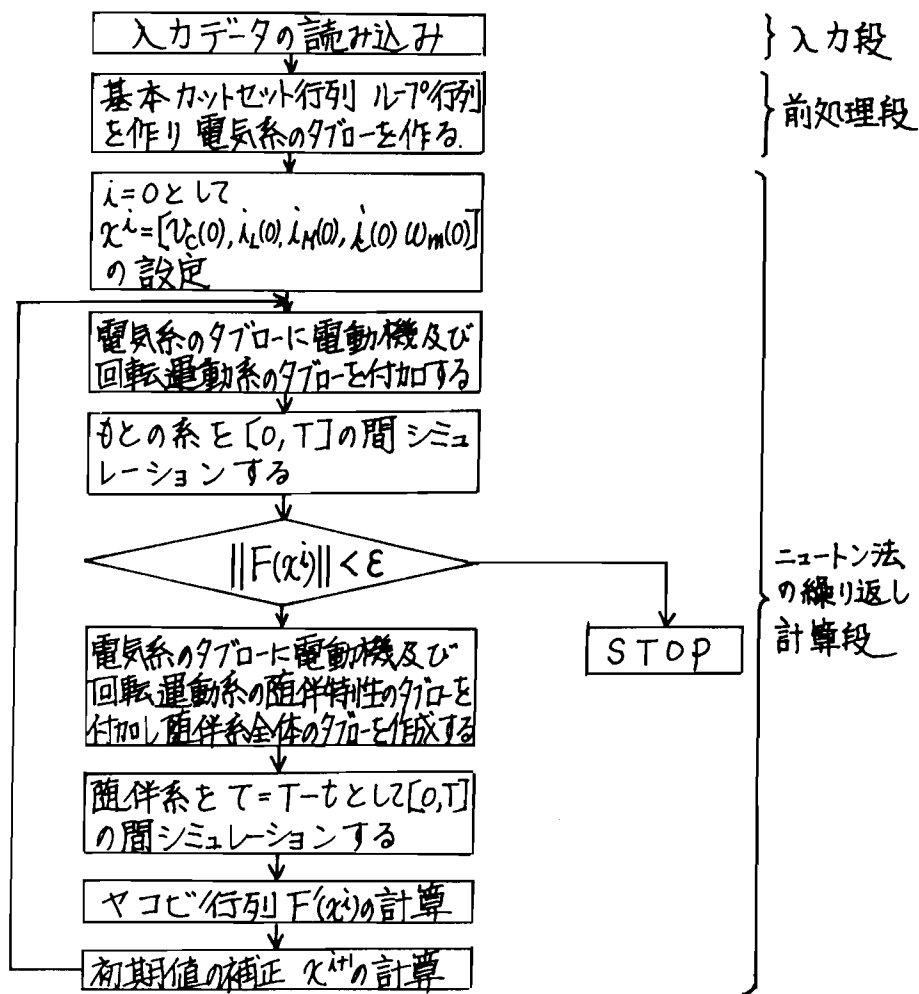 入力データの読み込み
入力段
基本カットセット行列 ループ行列
を作り 電気系のタブローを作る.
前処理段
i=0として
x^i=[v_C(0), i_L(0), i_M(0), i_c(0) ω_m(0)]
の設定
電気系のタブローに電動機及び
回転運動系のタブローを付加する
もとの系を[0,T]の間シミュ
レーションする
||F(x^i)||<ε
ニュートン法
の繰り返し
計算段
STOP
電気系のタブローに電動機及び
回転運動系の随伴特性のタブローを
付加し随伴系全体のタブローを作成する
随伴系を τ=T-tとして[0,T]
の間シミュレーションする
ヤコビ行列F'(x^i)の計算
初期値の補正 x^{i+1}の計算